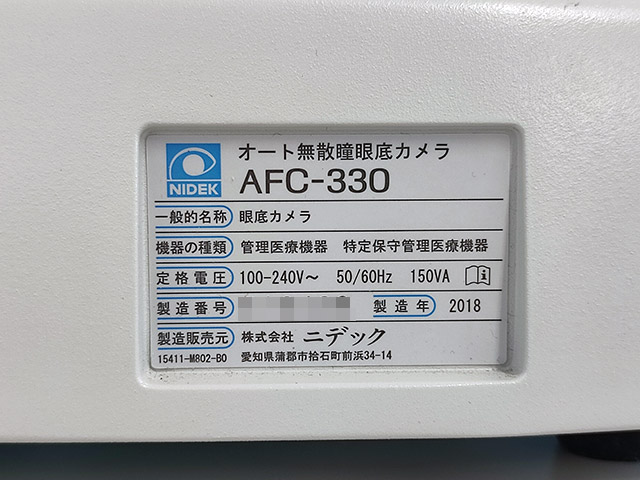 NIDEK
オート無散瞳眼底カメラ
AFC-330
一般的名称 眼底カメラ
機器の種類 管理医療機器 特定保守管理医療機器
定格電圧 100-240V～ 50/60Hz 150VA
製造番号 製造年 2018
製造販売元 株式会社 ニデック
15411-M802-B0 愛知県蒲郡市拾石町前浜34-14